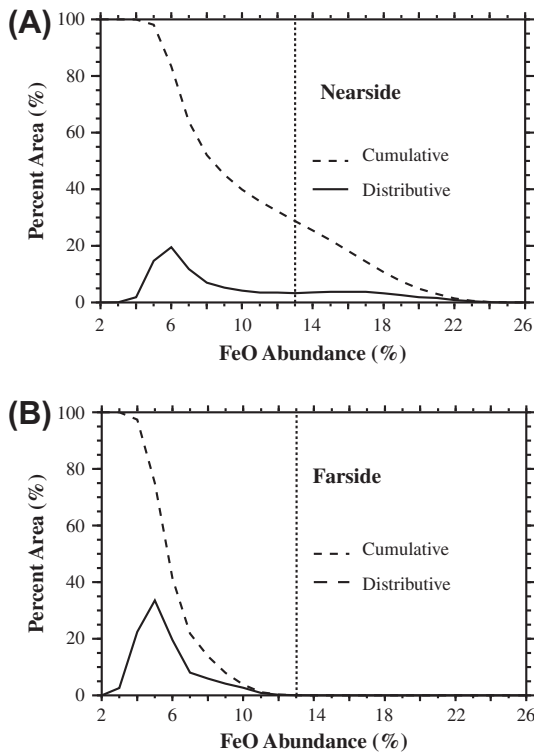 (A)
100
80
60
40
20
0
Percent Area (%)
Nearside
Cumulative
Distributive
2 6 10 14 18 22 26
FeO Abundance (%)
(B)
100
80
60
40
20
0
Percent Area (%)
Farside
Cumulative
Distributive
2 6 10 14 18 22 26
FeO Abundance (%)